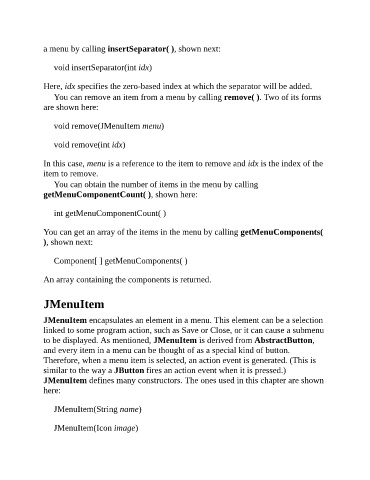 a menu by calling insertSeparator( ), shown next:
void insertSeparator(int idx)
Here, idx specifies the zero-based index at which the separator will be added.
You can remove an item from a menu by calling remove( ). Two of its forms
are shown here:
void remove(JMenuItem menu)
void remove(int idx)
In this case, menu is a reference to the item to remove and idx is the index of the
item to remove.
You can obtain the number of items in the menu by calling
getMenuComponentCount( ), shown here:
int getMenuComponentCount( )
You can get an array of the items in the menu by calling getMenuComponents(
), shown next:
Component[ ] getMenuComponents( )
An array containing the components is returned.
JMenuItem
JMenuItem encapsulates an element in a menu. This element can be a selection
linked to some program action, such as Save or Close, or it can cause a submenu
to be displayed. As mentioned, JMenuItem is derived from AbstractButton,
and every item in a menu can be thought of as a special kind of button.
Therefore, when a menu item is selected, an action event is generated. (This is
similar to the way a JButton fires an action event when it is pressed.)
JMenuItem defines many constructors. The ones used in this chapter are shown
here:
JMenuItem(String name)
JMenuItem(Icon image)